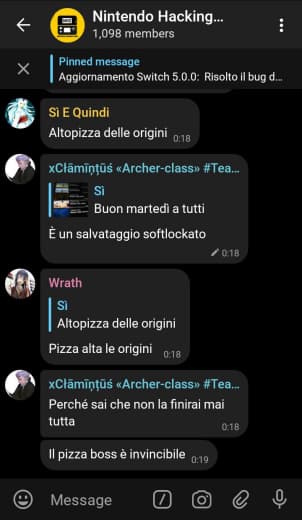 Nintendo Hacking...
1,098 members
Pinned message
Aggiornamento Switch 5.0.0: Risolto il bug d...
Sì E Quindi
Altopizza delle origini 0:18
xCłāmīņțūś «Archer-class» #Tea...
Sì
Buon martedì a tutti
È un salvataggio softlockato
0:18
Wrath
Sì
Altopizza delle origini
Pizza alta le origini 0:18
xCłāmīņțūś «Archer-class» #Tea...
Perché sai che non la finirai mai
tutta
0:18
Il pizza boss è invincibile 0:19
Message